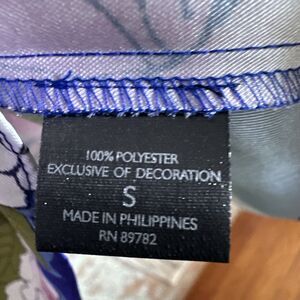 100% POLYESTER
EXCLUSIVE OF DECORATION
S
MADE IN PHILIPPINES
RN 89782